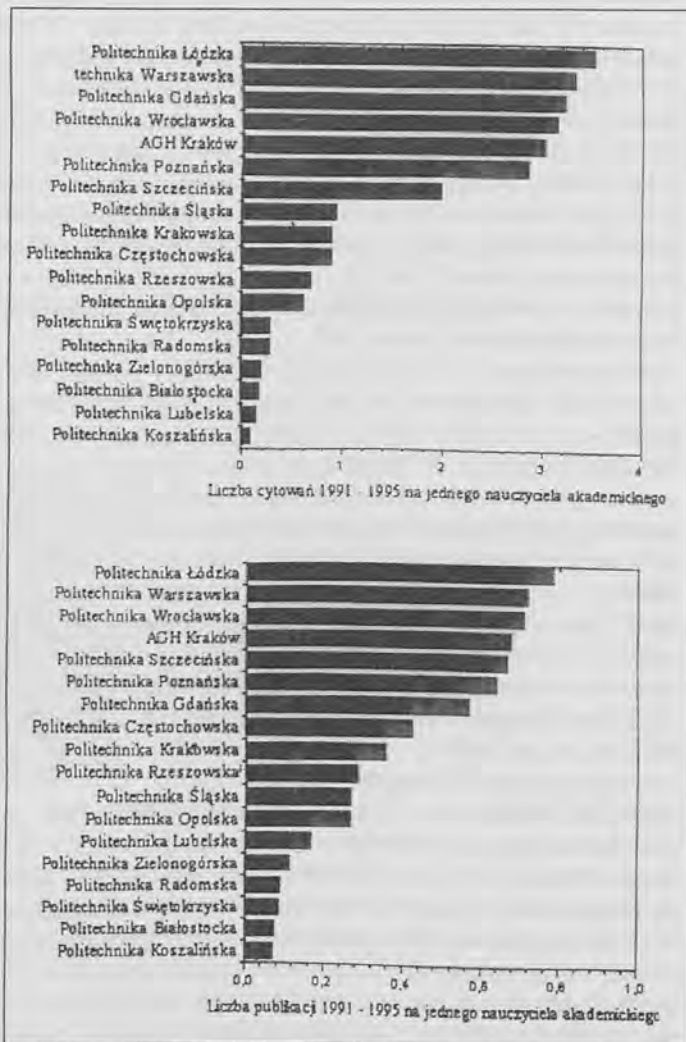 Politechnika Łódzka
technika Warszawska
Politechnika Gdańska
Politechnika Wrocławska
AGH Kraków
Politechnika Poznańska
Politechnika Szczecińska
Politechnika Śląska
Politechnika Krakowska
Politechnika Częstochowska
Politechnika Rzeszowska
Politechnika Opolska
Politechnika Świętokrzyska
Politechnika Radomska
Politechnika Zielonogórska
Politechnika Białostocka
Politechnika Lubelska
Politechnika Koszalińska
0 1 2 3 4
Liczba cytowań 1991 - 1995 na jednego nauczyciela akademickiego
Politechnika Łódzka
Politechnika Warszawska
Politechnika Wrocławska
AGH Kraków
Politechnika Szczecińska
Politechnika Poznańska
Politechnika Gdańska
Politechnika Częstochowska
Politechnika Krakowska
Politechnika Rzeszowska
Politechnika Śląska
Politechnika Opolska
Politechnika Lubelska
Politechnika Zielonogórska
Politechnika Radomska
Politechnika Świętokrzyska
Politechnika Białostocka
Politechnika Koszalińska
0,0 0,2 0,4 0,6 0,8 1,0
Liczba publikacji 1991 - 1995 na jednego nauczyciela akademickiego